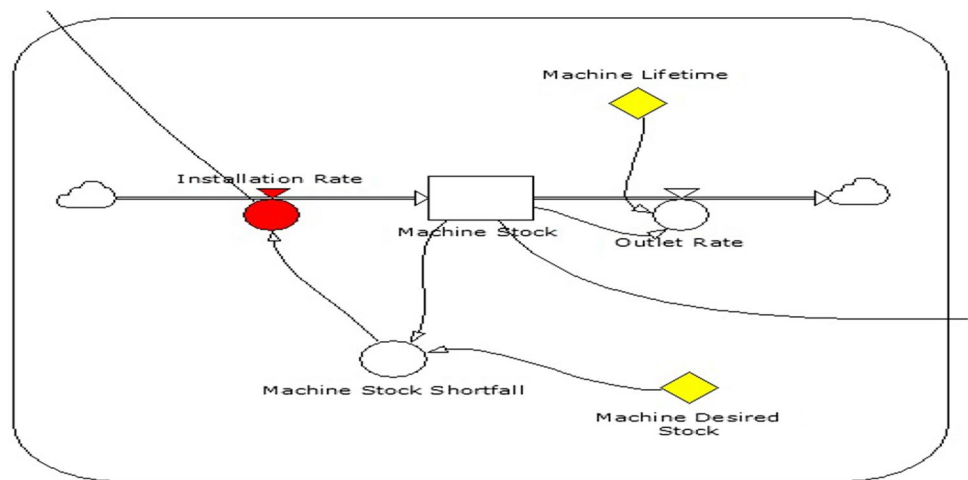 Machine Lifetime
Installation Rate
Machine Stock
Outlet Rate
Machine Stock Shortfall
Machine Desired
Stock